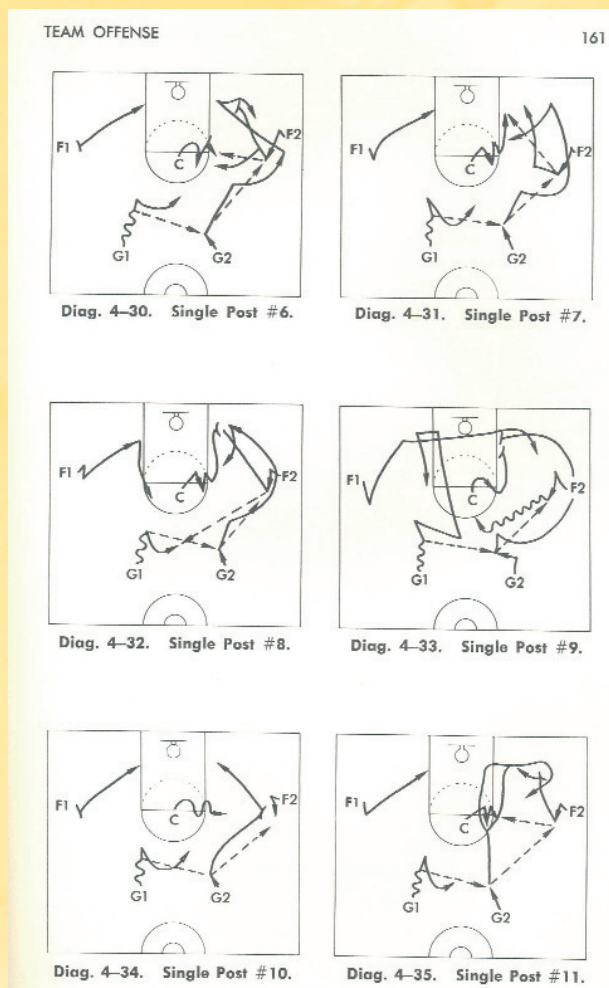 TEAM OFFENSE 161
F1 F2
C
G1 G2
Diag. 4–30. Single Post #6.
F1 F2
C
G1 G2
Diag. 4–31. Single Post #7.
F1 F2
C
G1 G2
Diag. 4–32. Single Post #8.
F1 F2
C
G1 G2
Diag. 4–33. Single Post #9.
F1 F2
C
G1 G2
Diag. 4–34. Single Post #10.
F1 F2
C
G1 G2
Diag. 4–35. Single Post #11.